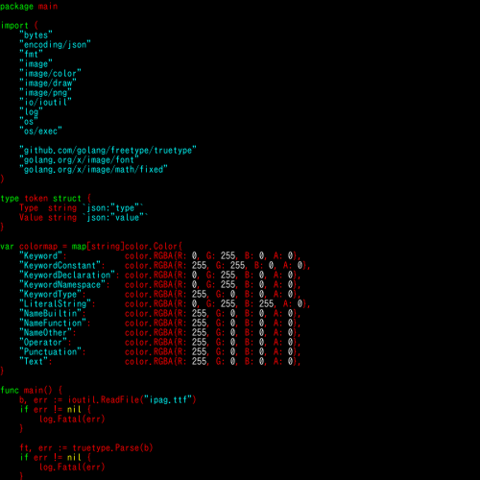 package main
import (
"bytes"
"encoding/json"
"fmt"
"image"
"image/color"
"image/draw"
"image/png"
"io/ioutil"
"log"
"os"
"os/exec"
"github.com/golang/freetype/truetype"
"golang.org/x/image/font"
"golang.org/x/image/math/fixed"
)
type token struct {
Type  string `json:"type"`
Value string `json:"value"`
}
var colormap = map[string]color.Color{
"Keyword":            color.RGBA{R: 0, G: 255, B: 0, A: 0},
"KeywordConstant":    color.RGBA{R: 255, G: 255, B: 0, A: 0},
"KeywordDeclaration": color.RGBA{R: 0, G: 255, B: 0, A: 0},
"KeywordNamespace":   color.RGBA{R: 0, G: 255, B: 0, A: 0},
"KeywordType":        color.RGBA{R: 255, G: 0, B: 0, A: 0},
"LiteralString":      color.RGBA{R: 0, G: 255, B: 255, A: 0},
"NameBuiltin":        color.RGBA{R: 255, G: 0, B: 0, A: 0},
"NameFunction":       color.RGBA{R: 255, G: 0, B: 0, A: 0},
"NameOther":          color.RGBA{R: 255, G: 0, B: 0, A: 0},
"Operator":           color.RGBA{R: 255, G: 0, B: 0, A: 0},
"Punctuation":        color.RGBA{R: 255, G: 0, B: 0, A: 0},
"Text":               color.RGBA{R: 255, G: 0, B: 0, A: 0},
}
func main() {
b, err := ioutil.ReadFile("ipag.ttf")
if err != nil {
log.Fatal(err)
}
ft, err := truetype.Parse(b)
if err != nil {
log.Fatal(err)
}